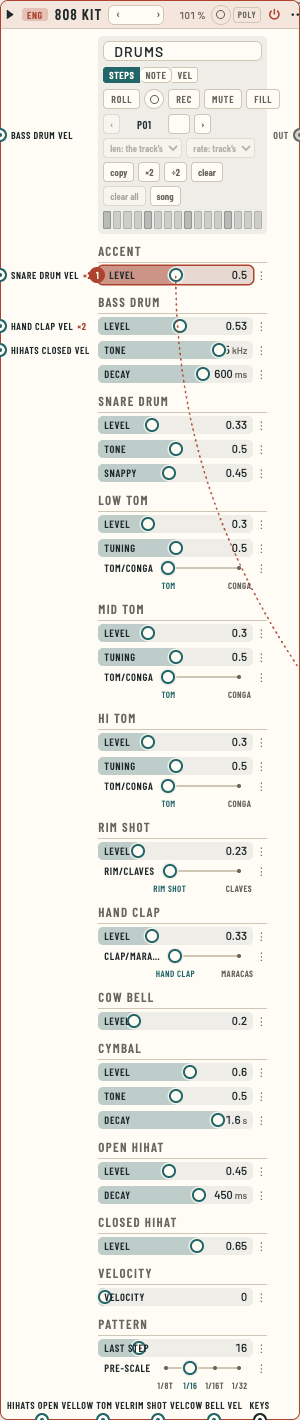 ENG 808 KIT ‹ › 101 % POLY
DRUMS
STEPS NOTE VEL
ROLL REC MUTE FILL
‹ P01 ›
BASS DRUM VEL
OUT
len: the track's rate: the track's
copy ×2 ÷2 clear
clear all song
ACCENT
SNARE DRUM VEL 1 LEVEL 0.5
BASS DRUM
HAND CLAP VEL ×2 LEVEL 0.53
HIHATS CLOSED VEL TONE kHz
DECAY 600 ms
SNARE DRUM
LEVEL 0.33
TONE 0.5
SNAPPY 0.45
LOW TOM
LEVEL 0.3
TUNING 0.5
TOM/CONGA
TOM CONGA
MID TOM
LEVEL 0.3
TUNING 0.5
TOM/CONGA
TOM CONGA
HI TOM
LEVEL 0.3
TUNING 0.5
TOM/CONGA
TOM CONGA
RIM SHOT
LEVEL 0.23
RIM/CLAVES
RIM SHOT CLAVES
HAND CLAP
LEVEL 0.33
CLAP/MARA...
HAND CLAP MARACAS
COW BELL
LEVEL 0.2
CYMBAL
LEVEL 0.6
TONE 0.5
DECAY 1.6 s
OPEN HIHAT
LEVEL 0.45
DECAY 450 ms
CLOSED HIHAT
LEVEL 0.65
VELOCITY
VELOCITY 0
PATTERN
LAST STEP 16
PRE-SCALE
1/8T 1/16 1/16T 1/32
HIHATS OPEN VEL LOW TOM VEL RIM SHOT VEL COW BELL VEL KEYS